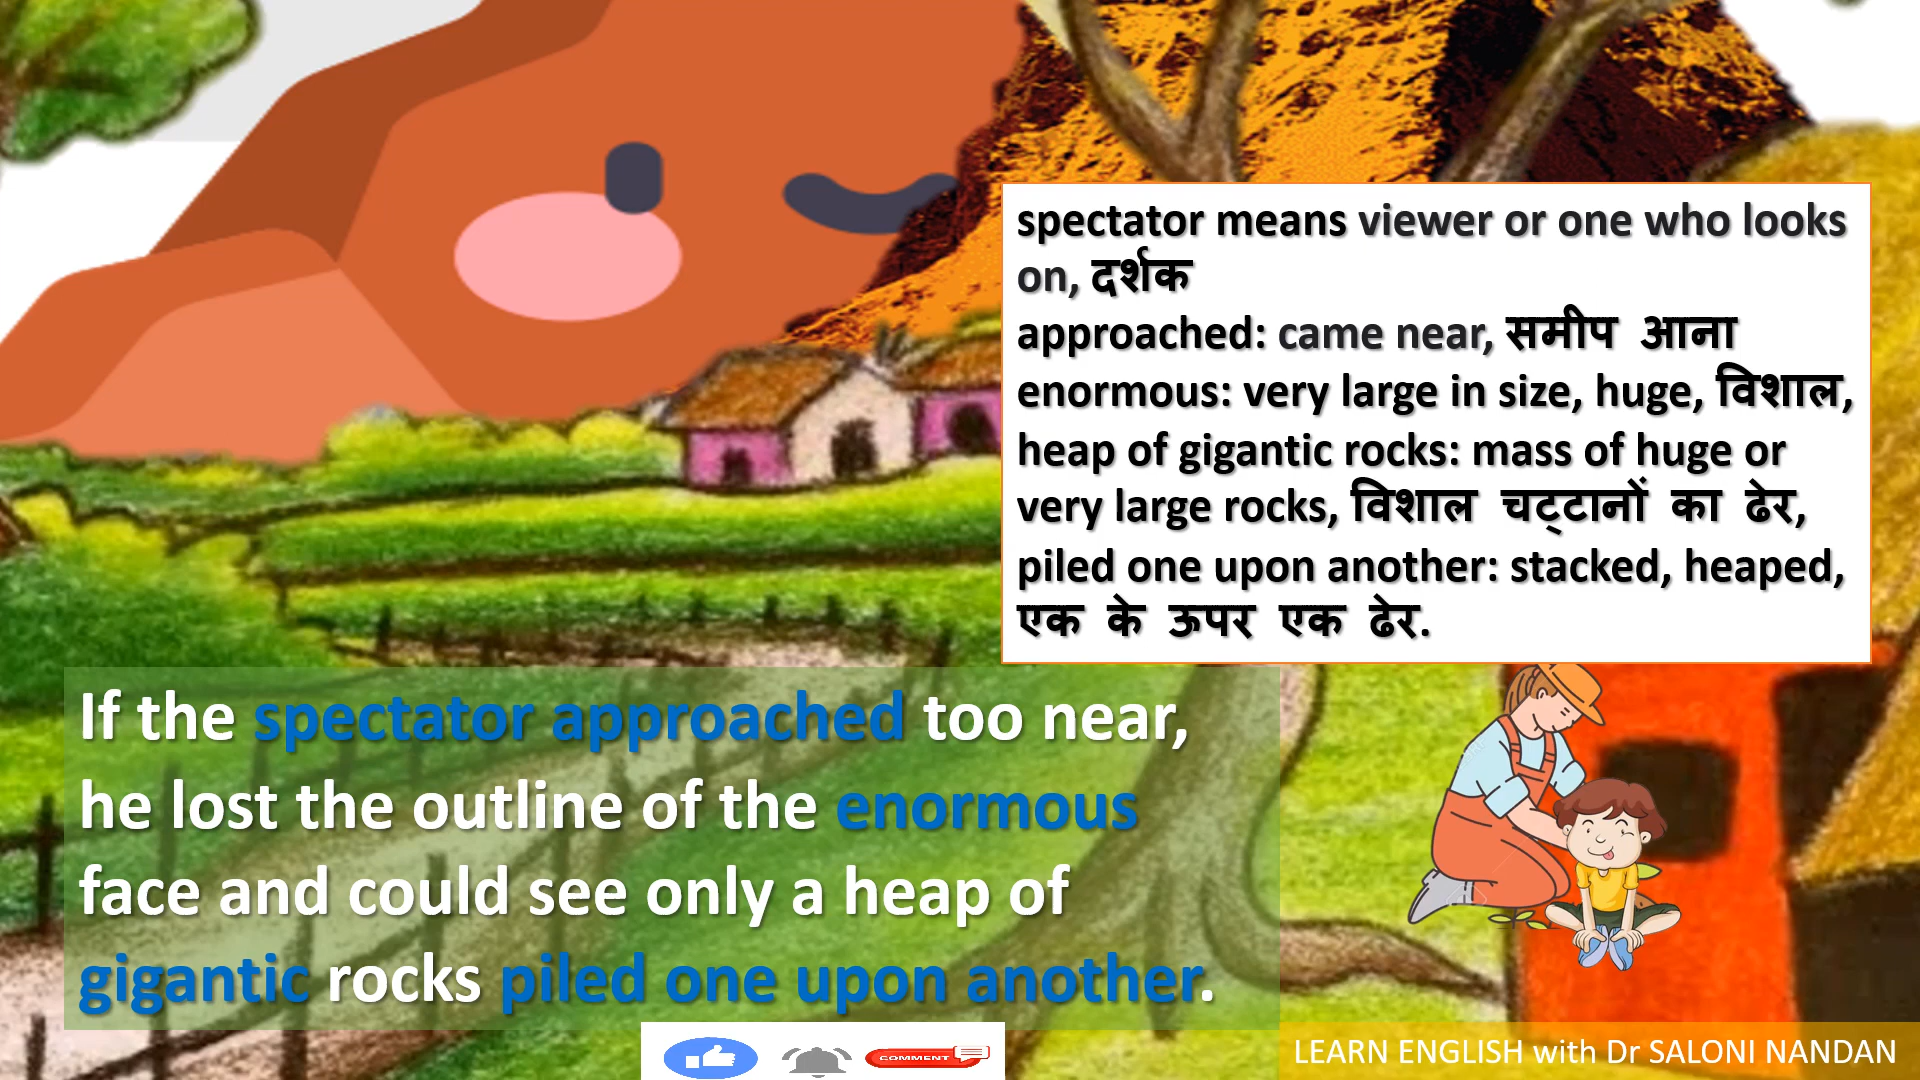 spectator means viewer or one who looks
on, दर्शक
approached: came near, समीप आना
enormous: very large in size, huge, विशाल,
heap of gigantic rocks: mass of huge or
very large rocks, विशाल चट्टानों का ढेर,
piled one upon another: stacked, heaped,
एक के ऊपर एक ढेर.
If the spectator approached too near,
he lost the outline of the enormous
face and could see only a heap of
gigantic rocks piled one upon another.
COMMENT
LEARN ENGLISH with Dr SALONI NANDAN